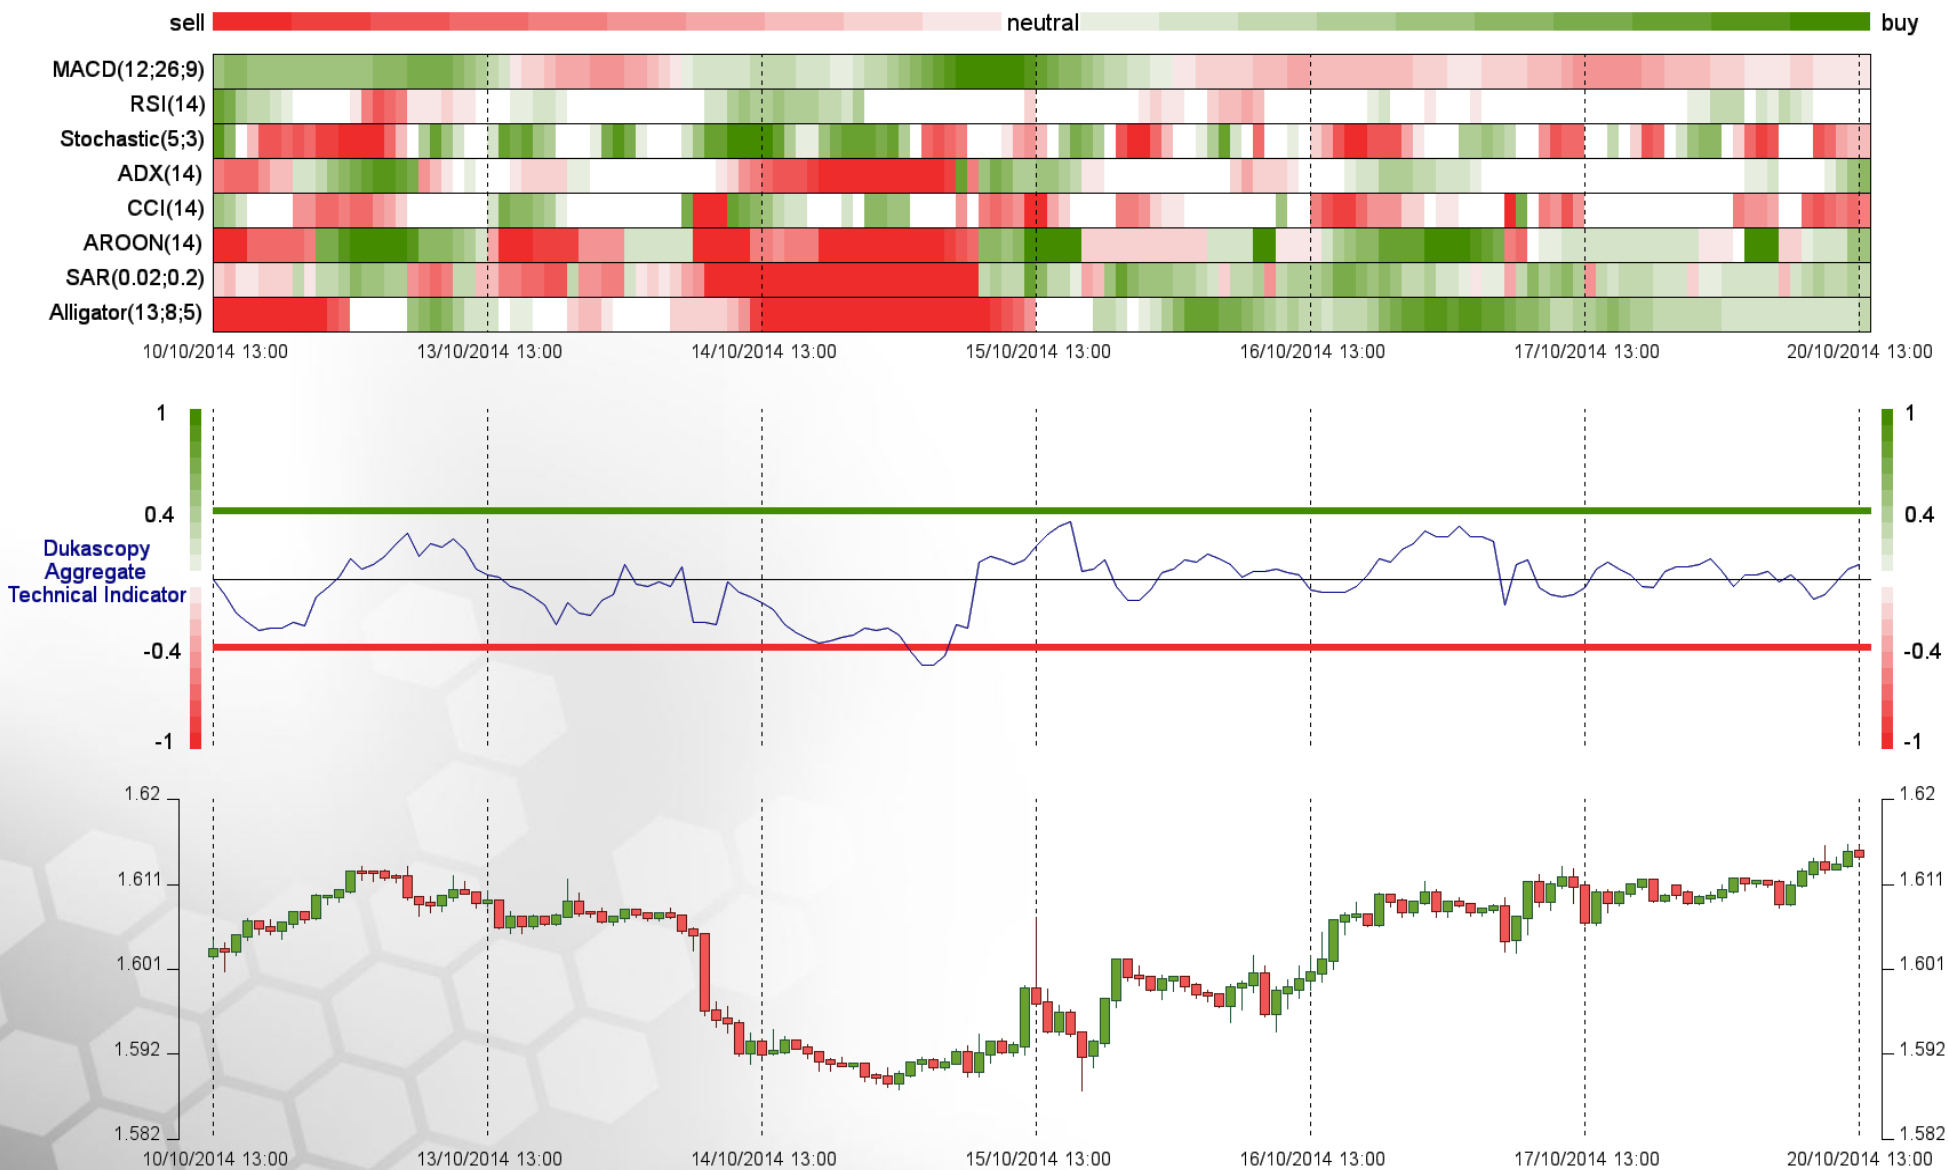 sell neutral buy
MACD(12;26;9)
RSI(14)
Stochastic(5;3)
ADX(14)
CCI(14)
AROON(14)
SAR(0.02;0.2)
Alligator(13;8;5)
10/10/2014 13:00 13/10/2014 13:00 14/10/2014 13:00 15/10/2014 13:00 16/10/2014 13:00 17/10/2014 13:00 20/10/2014 13:00
1 1
0.4 0.4
Dukascopy
Aggregate
Technical Indicator
-0.4 -0.4
-1 -1
1.62 1.62
1.611 1.611
1.601 1.601
1.592 1.592
1.582 1.582
10/10/2014 13:00 13/10/2014 13:00 14/10/2014 13:00 15/10/2014 13:00 16/10/2014 13:00 17/10/2014 13:00 20/10/2014 13:00